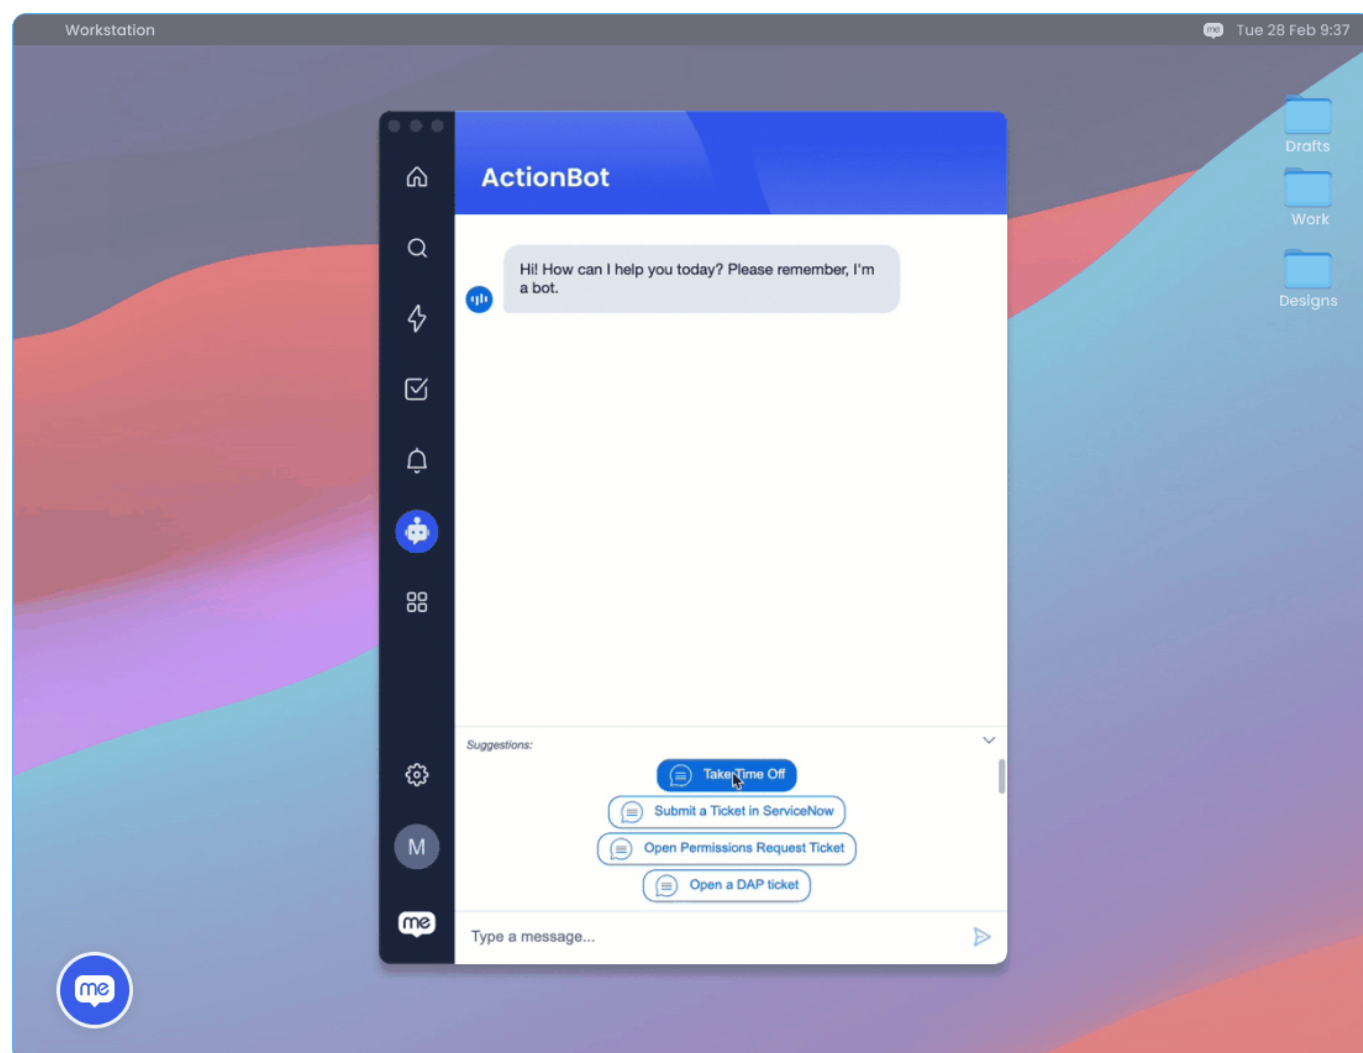 Workstation
me Tue 28 Feb 9:37
Drafts
Work
Designs
ActionBot
Hi! How can I help you today? Please remember, I'm
a bot.
Suggestions:
Take Time Off
Submit a Ticket in ServiceNow
Open Permissions Request Ticket
Open a DAP ticket
M
me
Type a message...
me